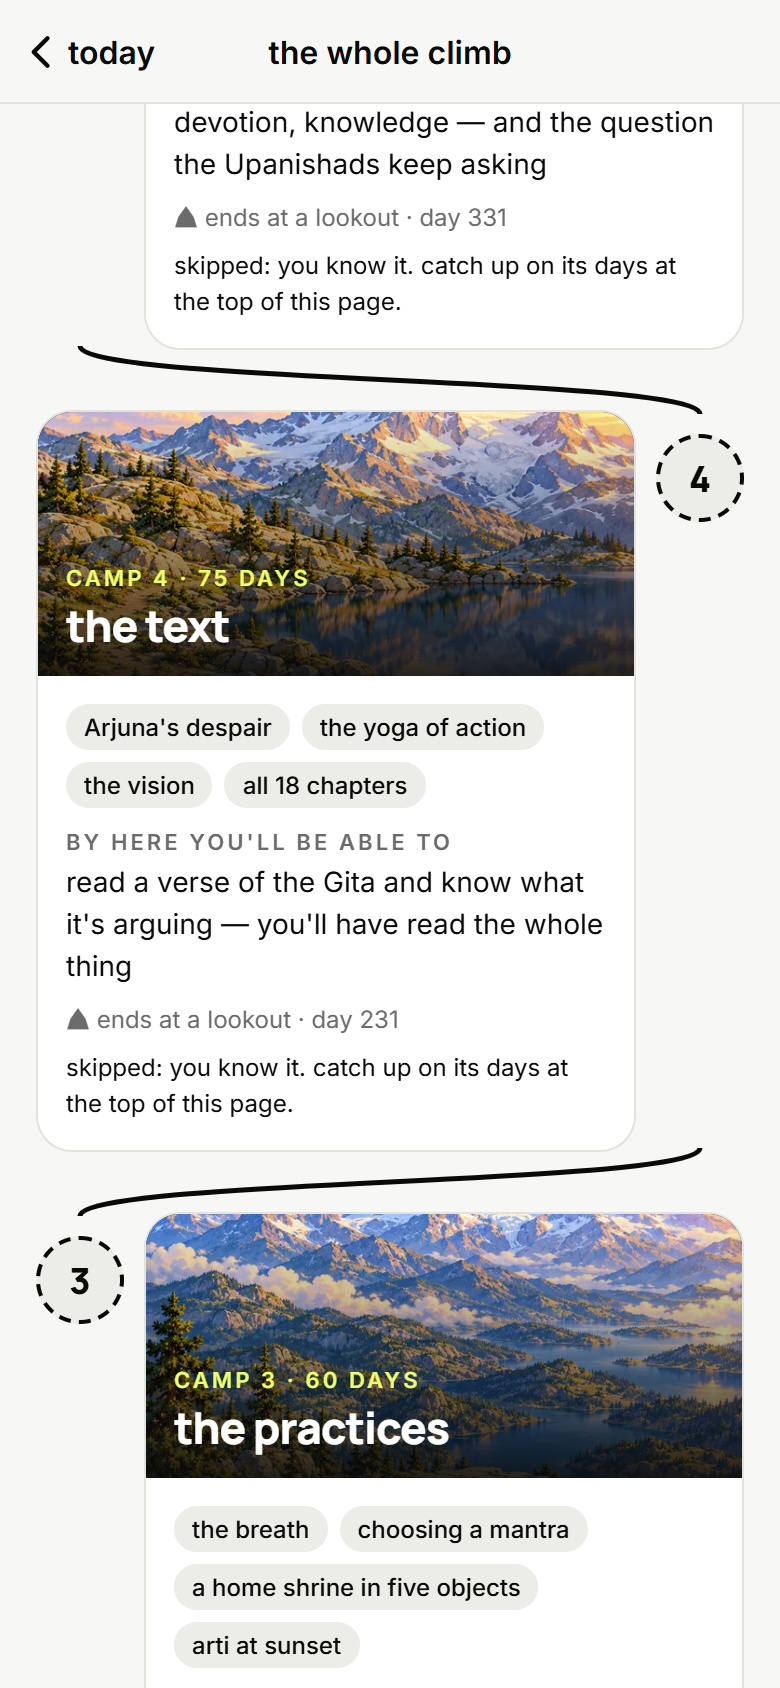 today
the whole climb
devotion, knowledge — and the question
the Upanishads keep asking
ends at a lookout · day 331
skipped: you know it. catch up on its days at
the top of this page.
4
CAMP 4 · 75 DAYS
the text
Arjuna's despair
the yoga of action
the vision
all 18 chapters
BY HERE YOU'LL BE ABLE TO
read a verse of the Gita and know what
it's arguing — you'll have read the whole
thing
ends at a lookout · day 231
skipped: you know it. catch up on its days at
the top of this page.
3
CAMP 3 · 60 DAYS
the practices
the breath
choosing a mantra
a home shrine in five objects
arti at sunset